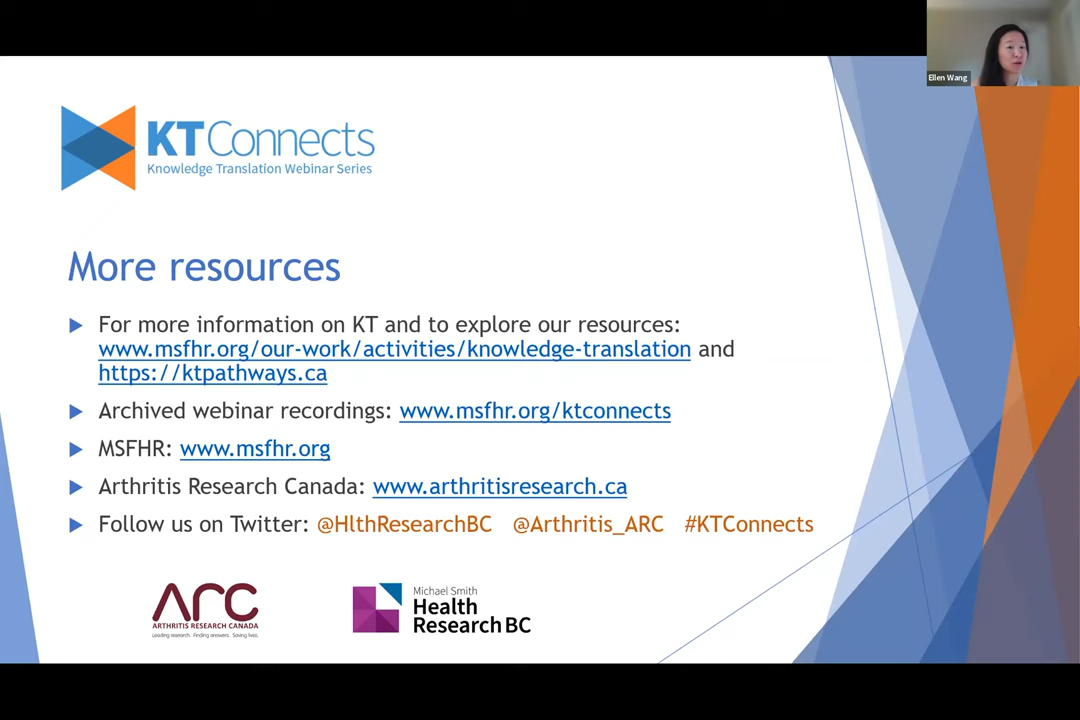 Ellen Wang
KTConnects
Knowledge Translation Webinar Series
More resources
For more information on KT and to explore our resources:
www.msfhr.org/our-work/activities/knowledge-translation and
https://ktpathways.ca
Archived webinar recordings: www.msfhr.org/ktconnects
MSFHR: www.msfhr.org
Arthritis Research Canada: www.arthritisresearch.ca
Follow us on Twitter: @HlthResearchBC @Arthritis_ARC #KTConnects
ARC
ARTHRITIS RESEARCH CANADA
Leading research. Finding answers. Saving lives.
Michael Smith
Health
Research BC